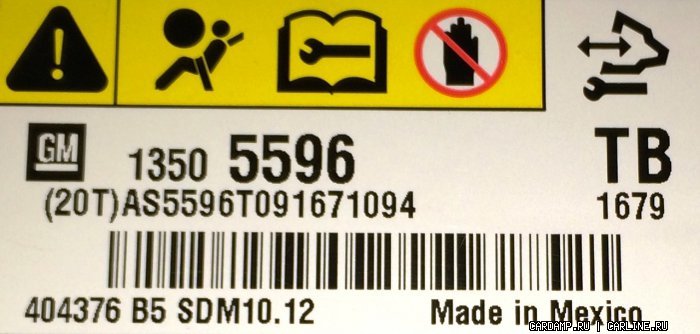 GM 1350 5596 TB
(20T)AS5596T091671094 1679
404376 B5 SDM10.12 Made in Mexico
CARDAMP.RU | CARLINE.RU